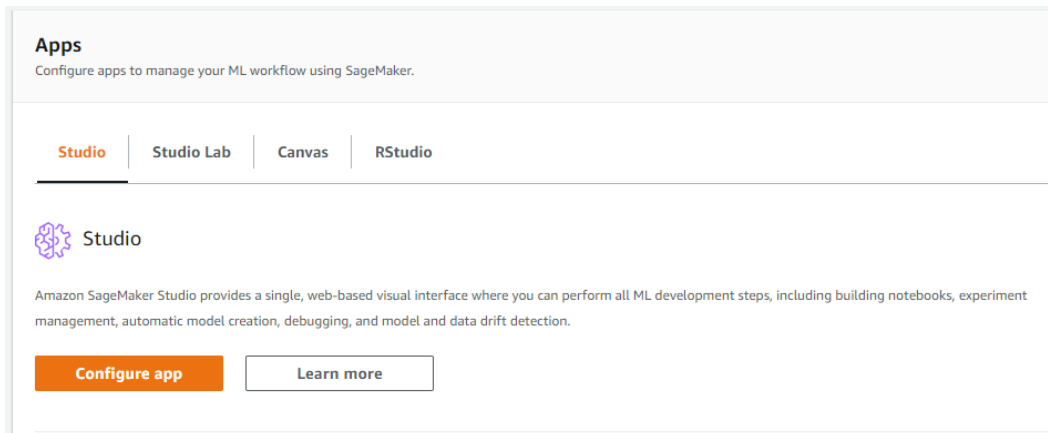 Apps
Configure apps to manage your ML workflow using SageMaker.
Studio Studio Lab Canvas RStudio
Studio
Amazon SageMaker Studio provides a single, web-based visual interface where you can perform all ML development steps, including building notebooks, experiment
management, automatic model creation, debugging, and model and data drift detection.
Configure app Learn more